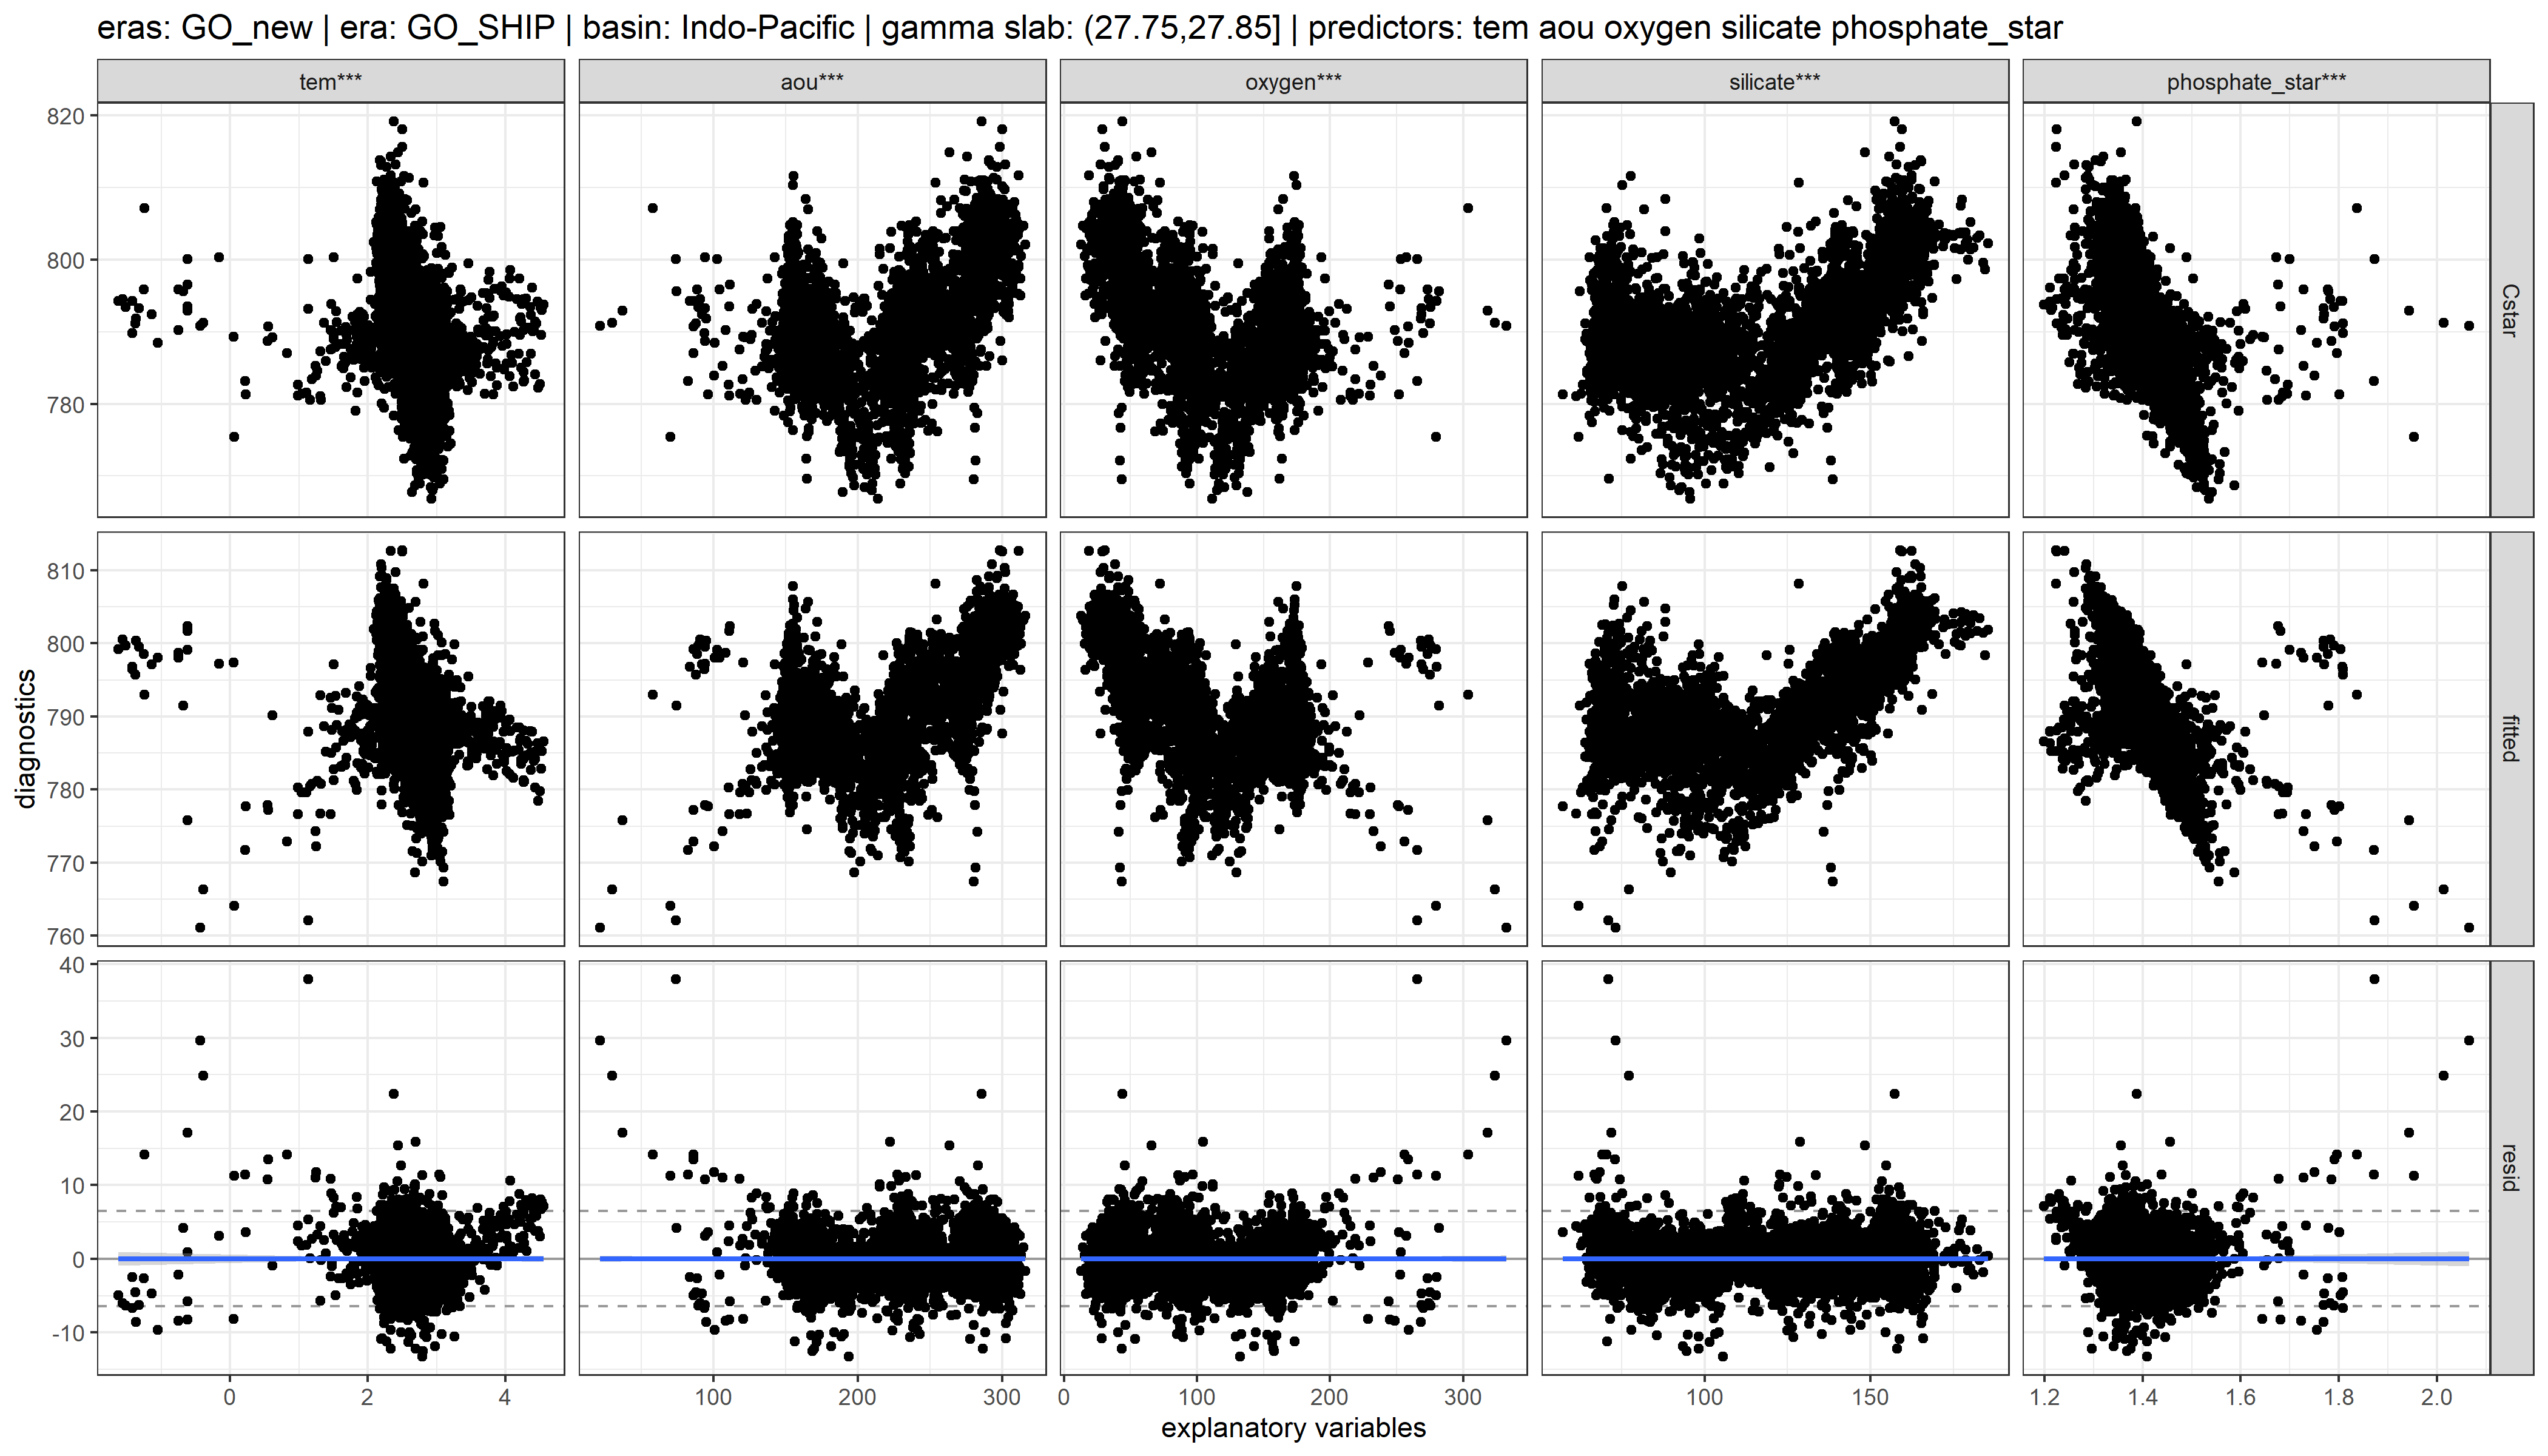 eras: GO_new | era: GO_SHIP | basin: Indo-Pacific | gamma slab: (27.75,27.85] | predictors: tem aou oxygen silicate phosphate_star
tem*** aou*** oxygen*** silicate*** phosphate_star***
820
800
780
Cstar
810
800
790
780
770
760
fitted
diagnostics
40
30
20
10
0
-10
resid
0 2 4 100 200 300 0 100 200 300 100 150 1.2 1.4 1.6 1.8 2.0
explanatory variables